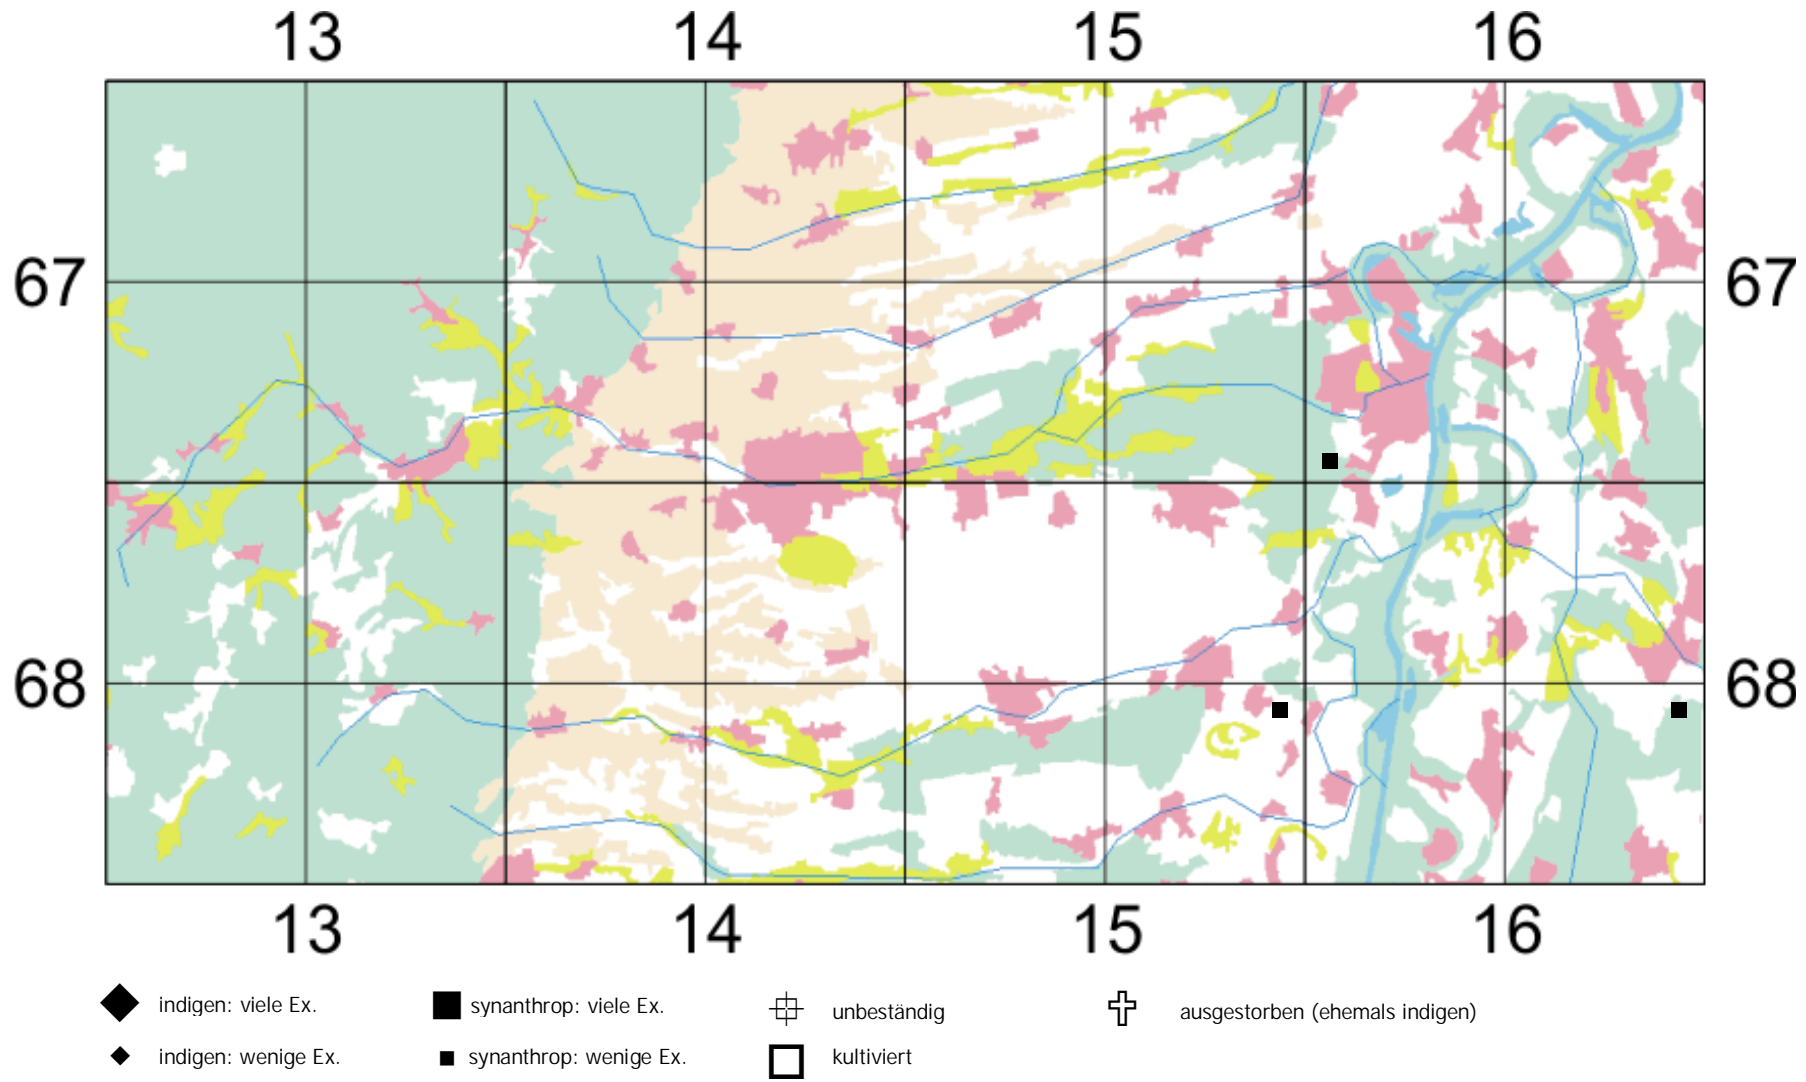 13 14 15 16
67 67
68 68
13 14 15 16
indigen: viele Ex. synanthrop: viele Ex. unbeständig ausgestorben (ehemals indigen)
indigen: wenige Ex. synanthrop: wenige Ex. kultiviert